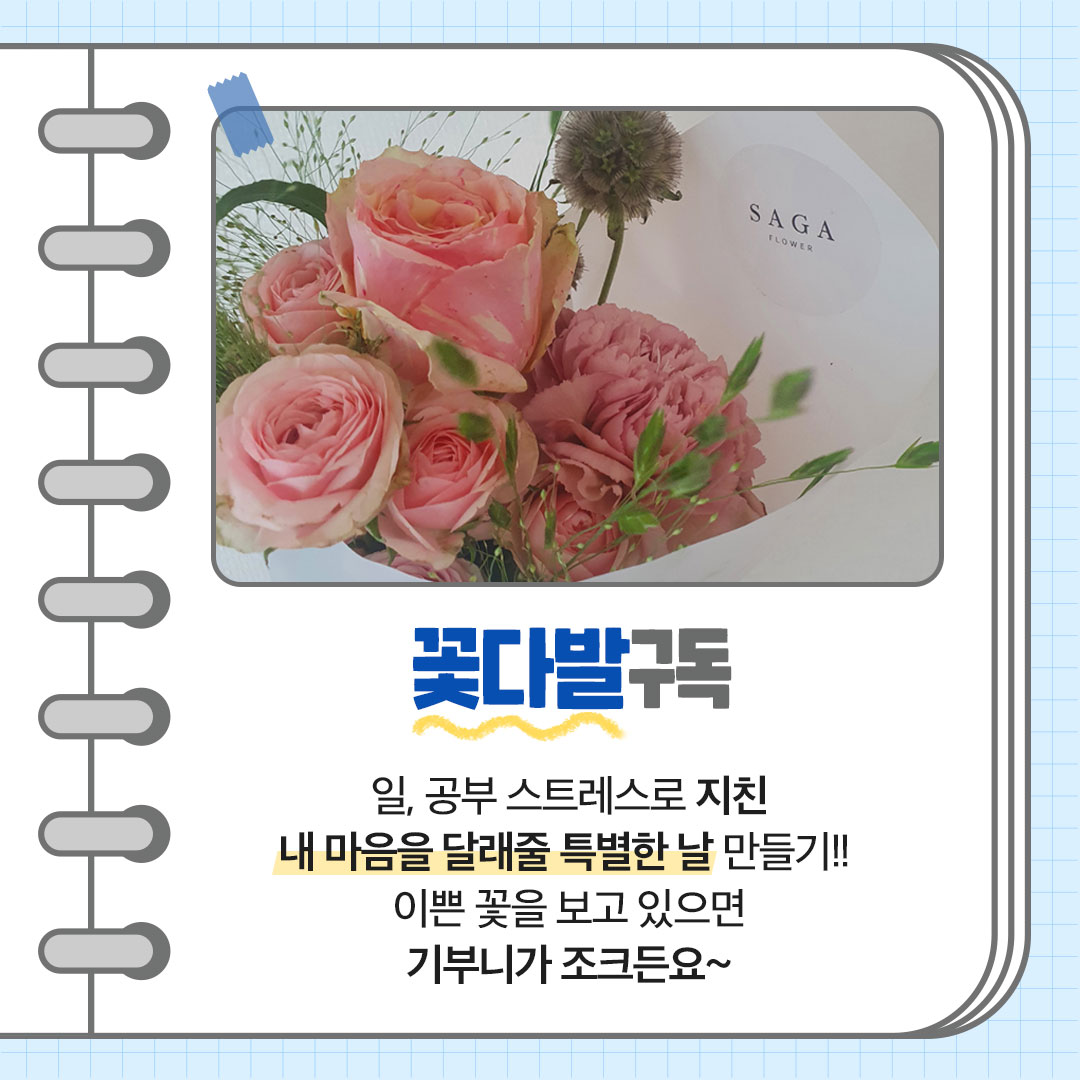 SAGA
FLOWER
꽃다발구독
일, 공부 스트레스로 지친
내 마음을 달래줄 특별한 날 만들기!!
이쁜 꽃을 보고 있으면
기부니가 조크든요~